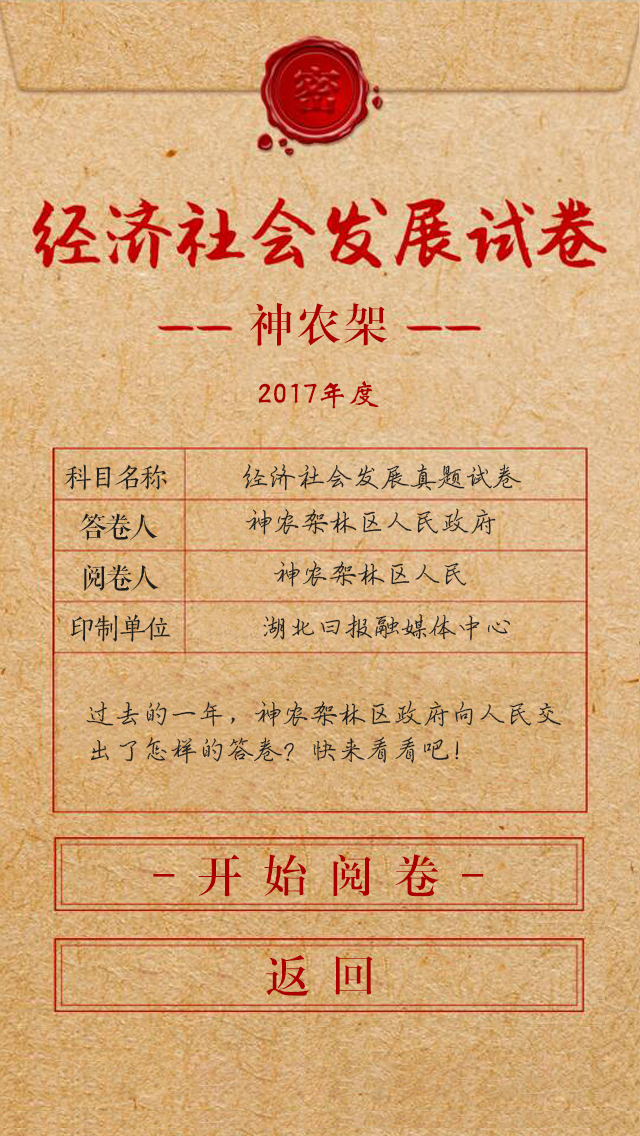 密
经济社会发展试卷
——神农架——
2017年度
科目名称 经济社会发展真题试卷
答卷人 神农架林区人民政府
阅卷人 神农架林区人民
印制单位 湖北日报融媒体中心
过去的一年，神农架林区政府向人民交
出了怎样的答卷？快来看看吧！
-开始阅卷-
返回